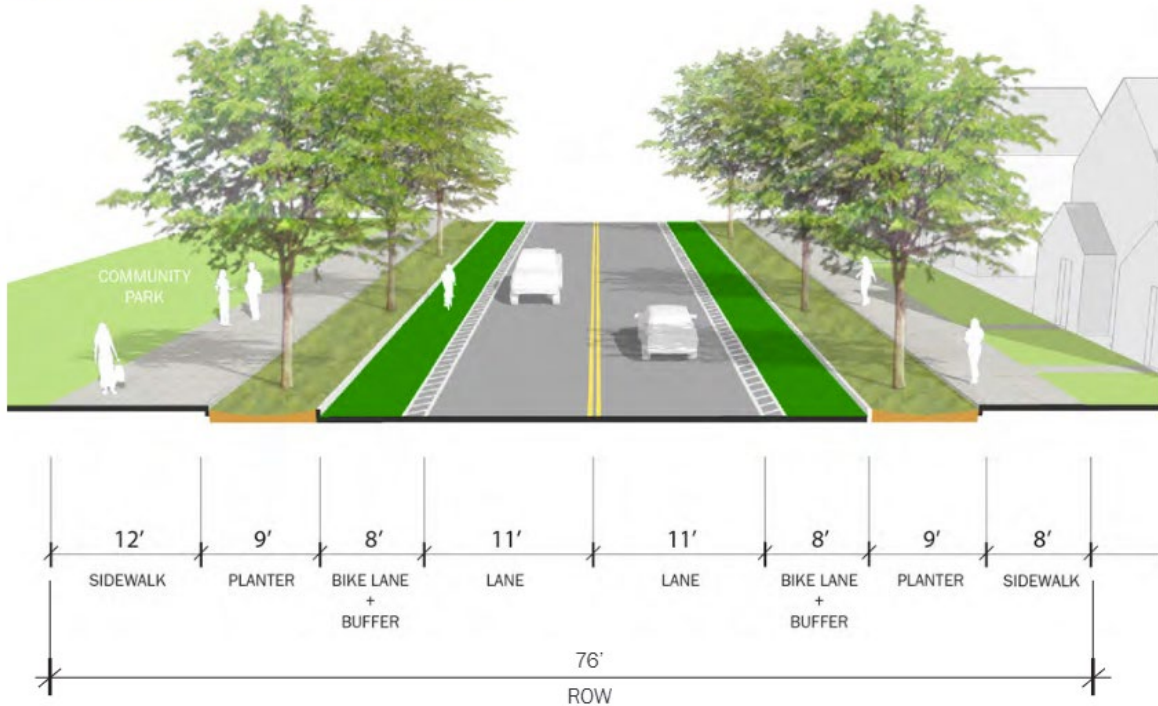 COMMUNITY
PARK
12’ 9’ 8’ 11’ 11’ 8’ 9’ 8’
SIDEWALK PLANTER BIKE LANE LANE LANE BIKE LANE PLANTER SIDEWALK
+ +
BUFFER BUFFER
76’
ROW